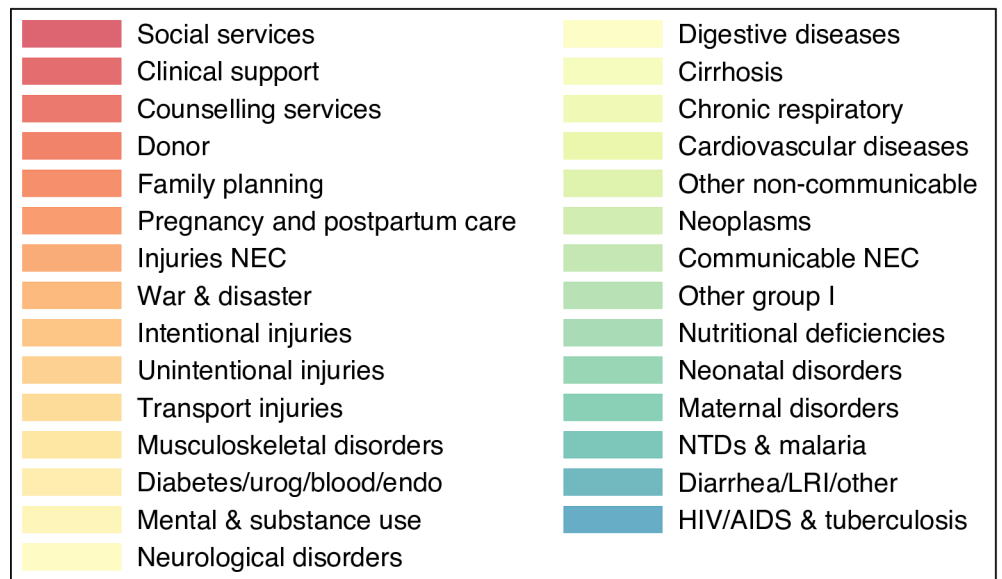 Social services
Clinical support
Counselling services
Donor
Family planning
Pregnancy and postpartum care
Injuries NEC
War & disaster
Intentional injuries
Unintentional injuries
Transport injuries
Musculoskeletal disorders
Diabetes/urog/blood/endo
Mental & substance use
Neurological disorders
Digestive diseases
Cirrhosis
Chronic respiratory
Cardiovascular diseases
Other non-communicable
Neoplasms
Communicable NEC
Other group I
Nutritional deficiencies
Neonatal disorders
Maternal disorders
NTDs & malaria
Diarrhea/LRI/other
HIV/AIDS & tuberculosis